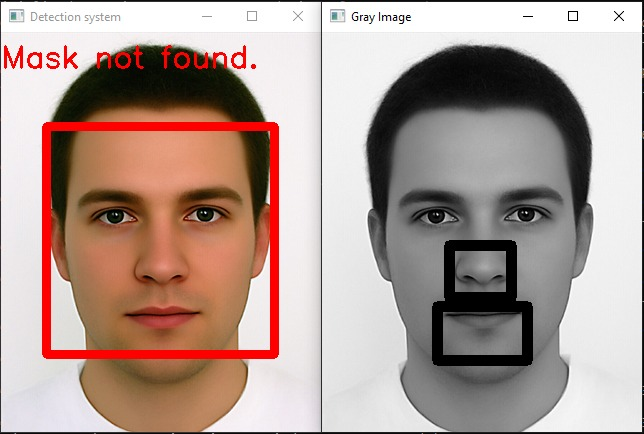 Detection system
Mask not found.
Gray Image